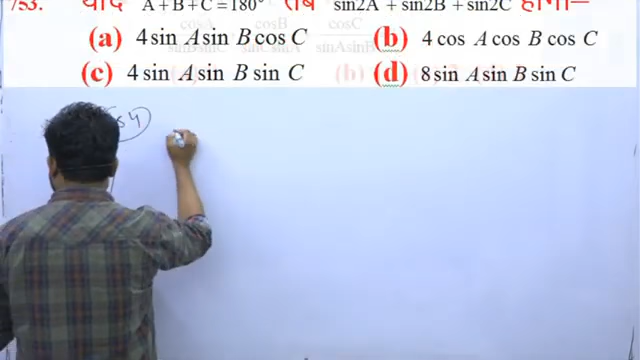 753. यदि A + B + C = 180° तब sin2A + sin2B + sin2C होगा–
(a) 4 sin A sin B cos C (b) 4 cos A cos B cos C
(c) 4 sin A sin B sin C (d) 8 sin A sin B sin C